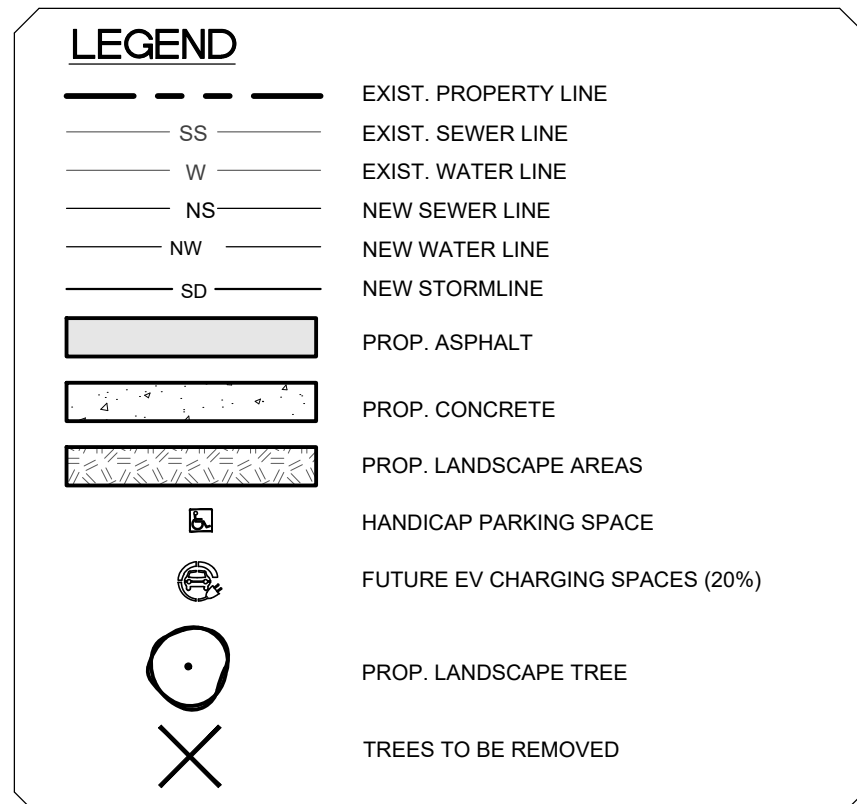 LEGEND
EXIST. PROPERTY LINE
SS EXIST. SEWER LINE
W EXIST. WATER LINE
NS NEW SEWER LINE
NW NEW WATER LINE
SD NEW STORMLINE
PROP. ASPHALT
PROP. CONCRETE
PROP. LANDSCAPE AREAS
HANDICAP PARKING SPACE
FUTURE EV CHARGING SPACES (20%)
PROP. LANDSCAPE TREE
TREES TO BE REMOVED